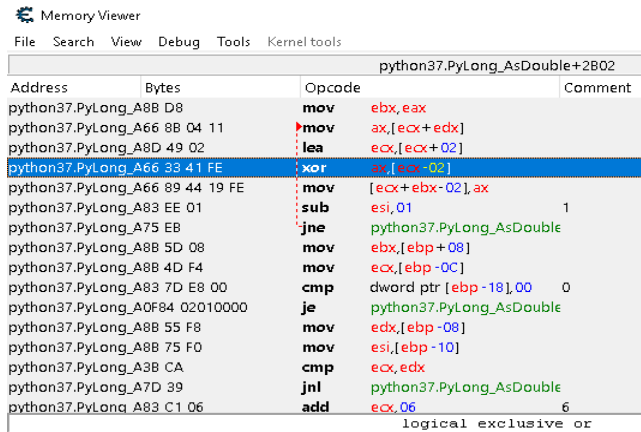 Memory Viewer
File Search View Debug Tools Kernel tools
python37.PyLong_AsDouble+2B02
Address Bytes Opcode Comment
python37.PyLong_A8B D8 mov ebx,eax
python37.PyLong_A66 8B 04 11 mov ax,[ecx+edx]
python37.PyLong_A8D 49 02 lea ecx,[ecx+02]
python37.PyLong_A66 33 41 FE xor ax,[ecx-02]
python37.PyLong_A66 89 44 19 FE mov [ecx+ebx-02],ax
python37.PyLong_A83 EE 01 sub esi,01 1
python37.PyLong_A75 EB jne python37.PyLong_AsDouble
python37.PyLong_A8B 5D 08 mov ebx,[ebp+08]
python37.PyLong_A8B 4D F4 mov ecx,[ebp-0C]
python37.PyLong_A83 7D E8 00 cmp dword ptr [ebp-18],00 0
python37.PyLong_A0F84 02010000 je python37.PyLong_AsDouble
python37.PyLong_A8B 55 F8 mov edx,[ebp-08]
python37.PyLong_A8B 75 F0 mov esi,[ebp-10]
python37.PyLong_A3B CA cmp ecx,edx
python37.PyLong_A7D 39 jnl python37.PyLong_AsDouble
python37.PyLong_A83 C1 06 add ecx,06 6
logical exclusive or